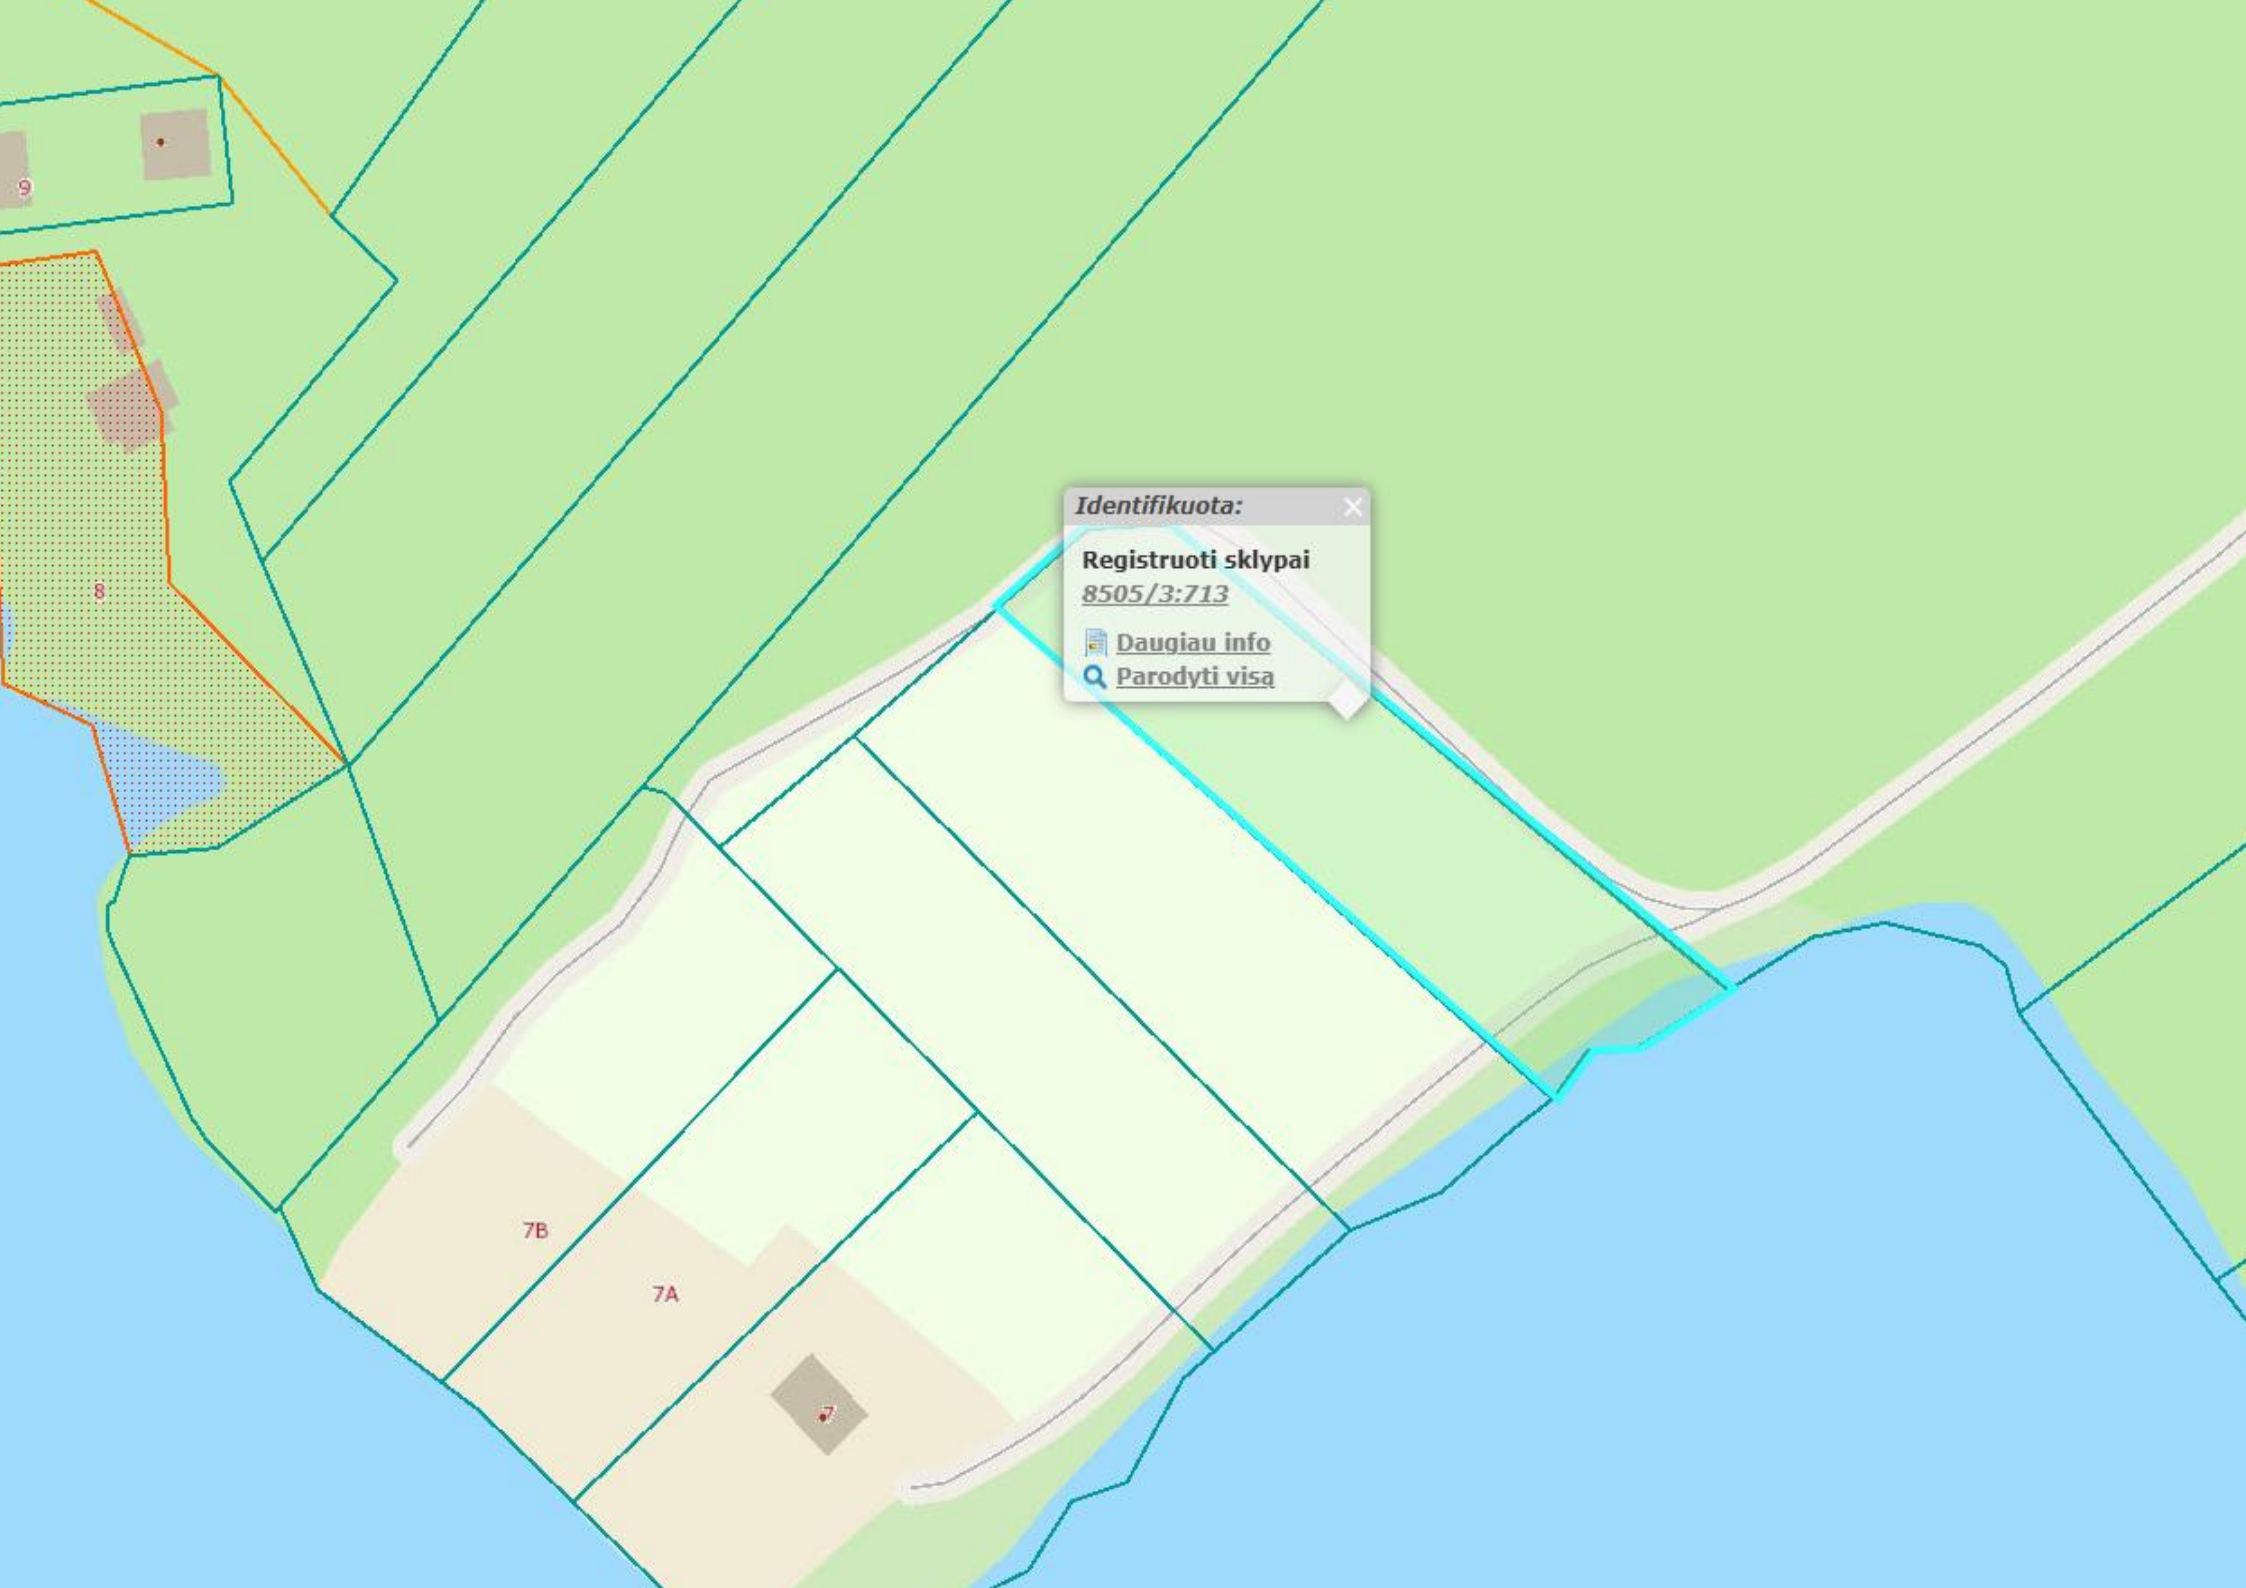 9
Identifikuota:
Registruoti sklypai
8505/3:713
Daugiau info
Parodyti visą
8
7B
7A
7